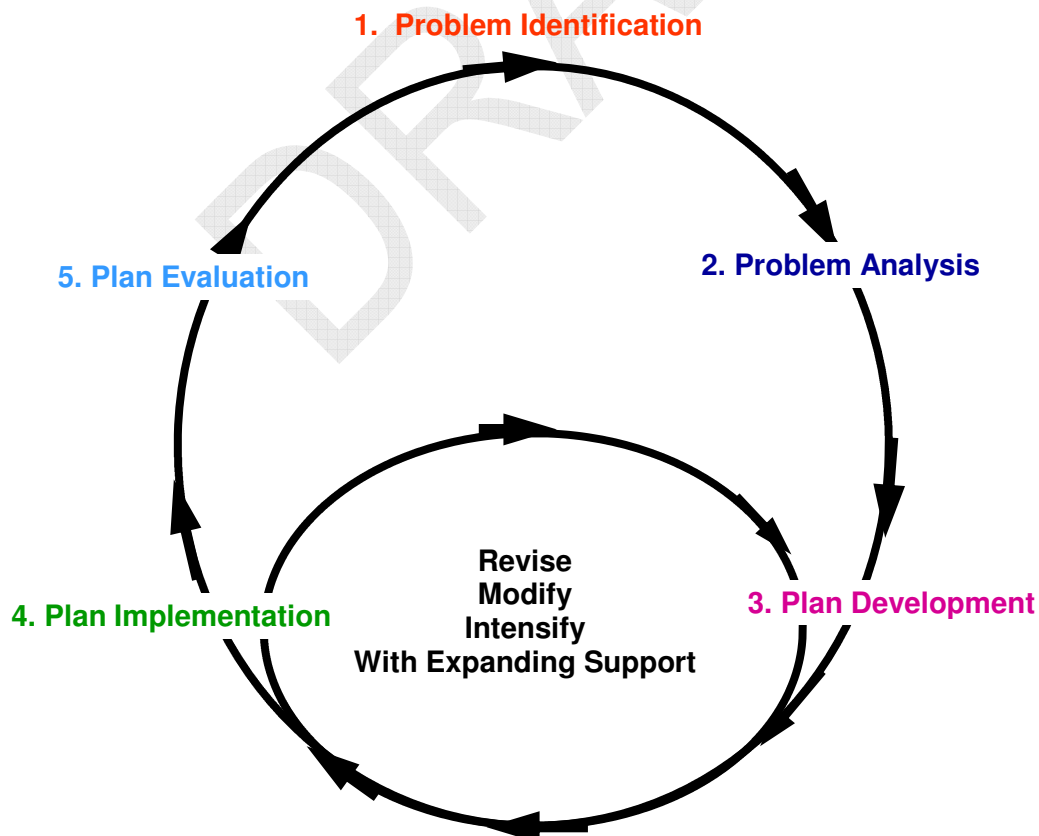 1. Problem Identification
2. Problem Analysis
5. Plan Evaluation
Revise
Modify
Intensify
With Expanding Support
3. Plan Development
4. Plan Implementation